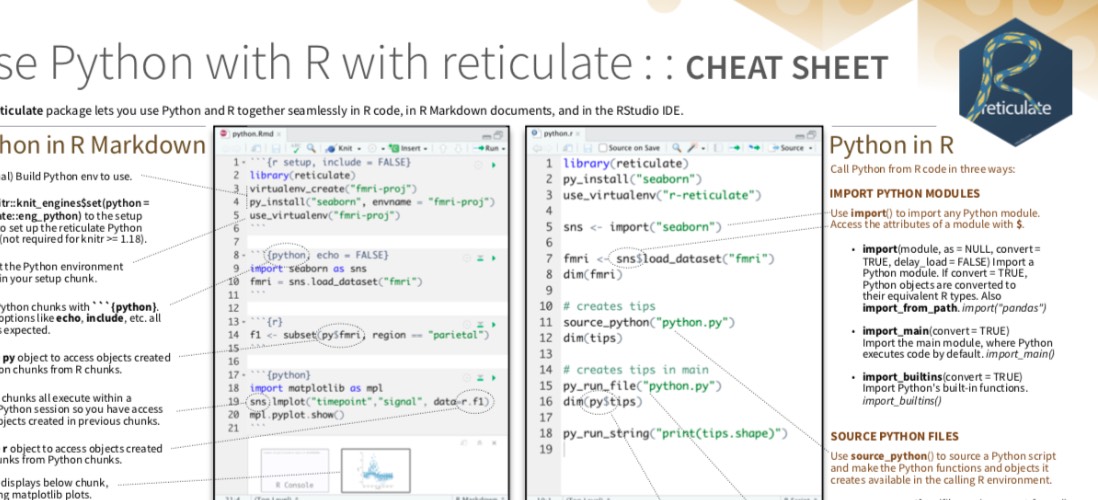 se Python with R with reticulate : : CHEAT SHEET
reticulate
ticulate package lets you use Python and R together seamlessly in R code, in R Markdown documents, and in the RStudio IDE.
hon in R Markdown
al) Build Python env to use.
itr::knit_engines$set(python =
ate::eng_python) to the setup
o set up the reticulate Python
(not required for knitr >= 1.18).
t the Python environment
in your setup chunk.
ython chunks with ```{python}.
options like echo, include, etc. all
s expected.
py object to access objects created
on chunks from R chunks.
chunks all execute within a
Python session so you have access
bjects created in previous chunks.
r object to access objects created
unks from Python chunks.
displays below chunk,
ng matplotlib plots.
python.Rmd
Knit
Insert
Run
1 ```{r setup, include = FALSE}
2 library(reticulate)
3 virtualenv_create("fmri-proj")
4 py_install("seaborn", envname = "fmri-proj")
5 use_virtualenv("fmri-proj")
6 ```
7
8 ```{python, echo = FALSE}
9 import seaborn as sns
10 fmri = sns.load_dataset("fmri")
11 ```
12
13 ```{r}
14 f1 <- subset(py$fmri, region == "parietal")
15 ```
16
17 ```{python}
18 import matplotlib as mpl
19 sns.lmplot("timepoint","signal", data=r.f1)
20 mpl.pyplot.show()
21 ```
R Console
python.r
Source on Save
Source
1 library(reticulate)
2 py_install("seaborn")
3 use_virtualenv("r-reticulate")
4
5 sns <- import("seaborn")
6
7 fmri <- sns$load_dataset("fmri")
8 dim(fmri)
9
10 # creates tips
11 source_python("python.py")
12 dim(tips)
13
14 # creates tips in main
15 py_run_file("python.py")
16 dim(py$tips)
17
18 py_run_string("print(tips.shape)")
19
Python in R
Call Python from R code in three ways:
IMPORT PYTHON MODULES
Use import() to import any Python module.
Access the attributes of a module with $.
• import(module, as = NULL, convert =
TRUE, delay_load = FALSE) Import a
Python module. If convert = TRUE,
Python objects are converted to
their equivalent R types. Also
import_from_path. import("pandas")
• import_main(convert = TRUE)
Import the main module, where Python
executes code by default. import_main()
• import_builtins(convert = TRUE)
Import Python's built-in functions.
import_builtins()
SOURCE PYTHON FILES
Use source_python() to source a Python script
and make the Python functions and objects it
creates available in the calling R environment.